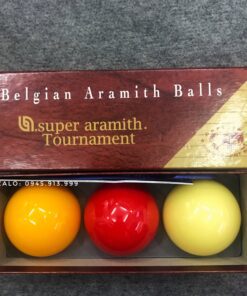 Belgian Aramith Balls
super aramith.
Tournament
ZALO: 0945.913.999